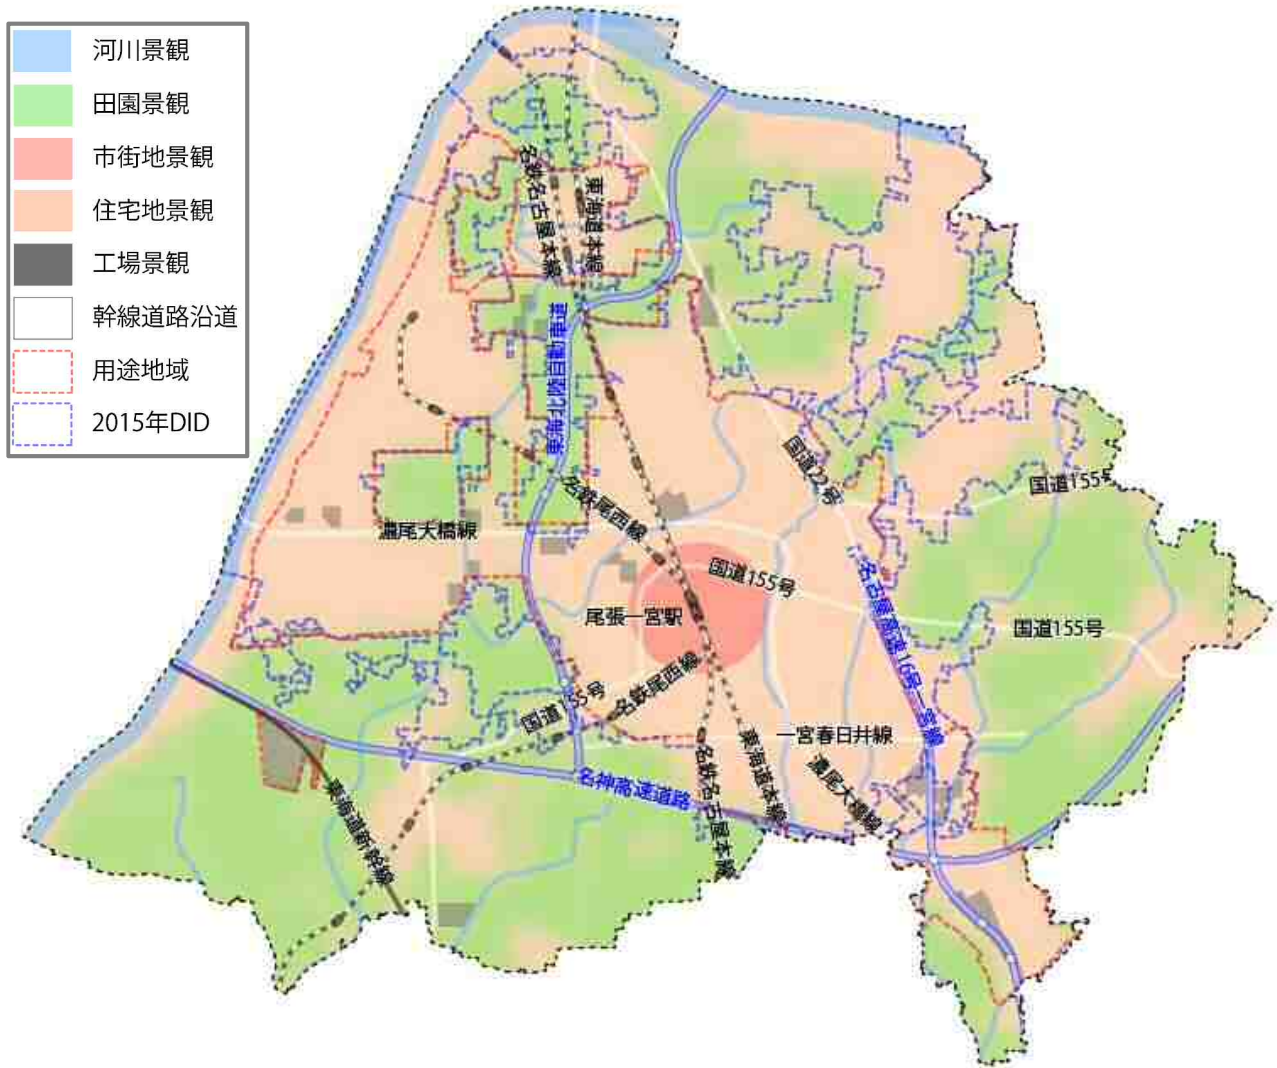 河川景観
田園景観
市街地景観
住宅地景観
工場景観
幹線道路沿道
用途地域
2015年DID
名鉄名古屋本線
東海道本線
東海北陸自動車道
国道22号
国道155号
名鉄尾西線
濃尾大橋線
国道155号
尾張一宮駅
名古屋高速16号一宮線
国道155号
名鉄尾西線
国道155号
一宮春日井線
東海道本線
濃尾大橋線
名神高速道路
名鉄名古屋本線
東海道新幹線